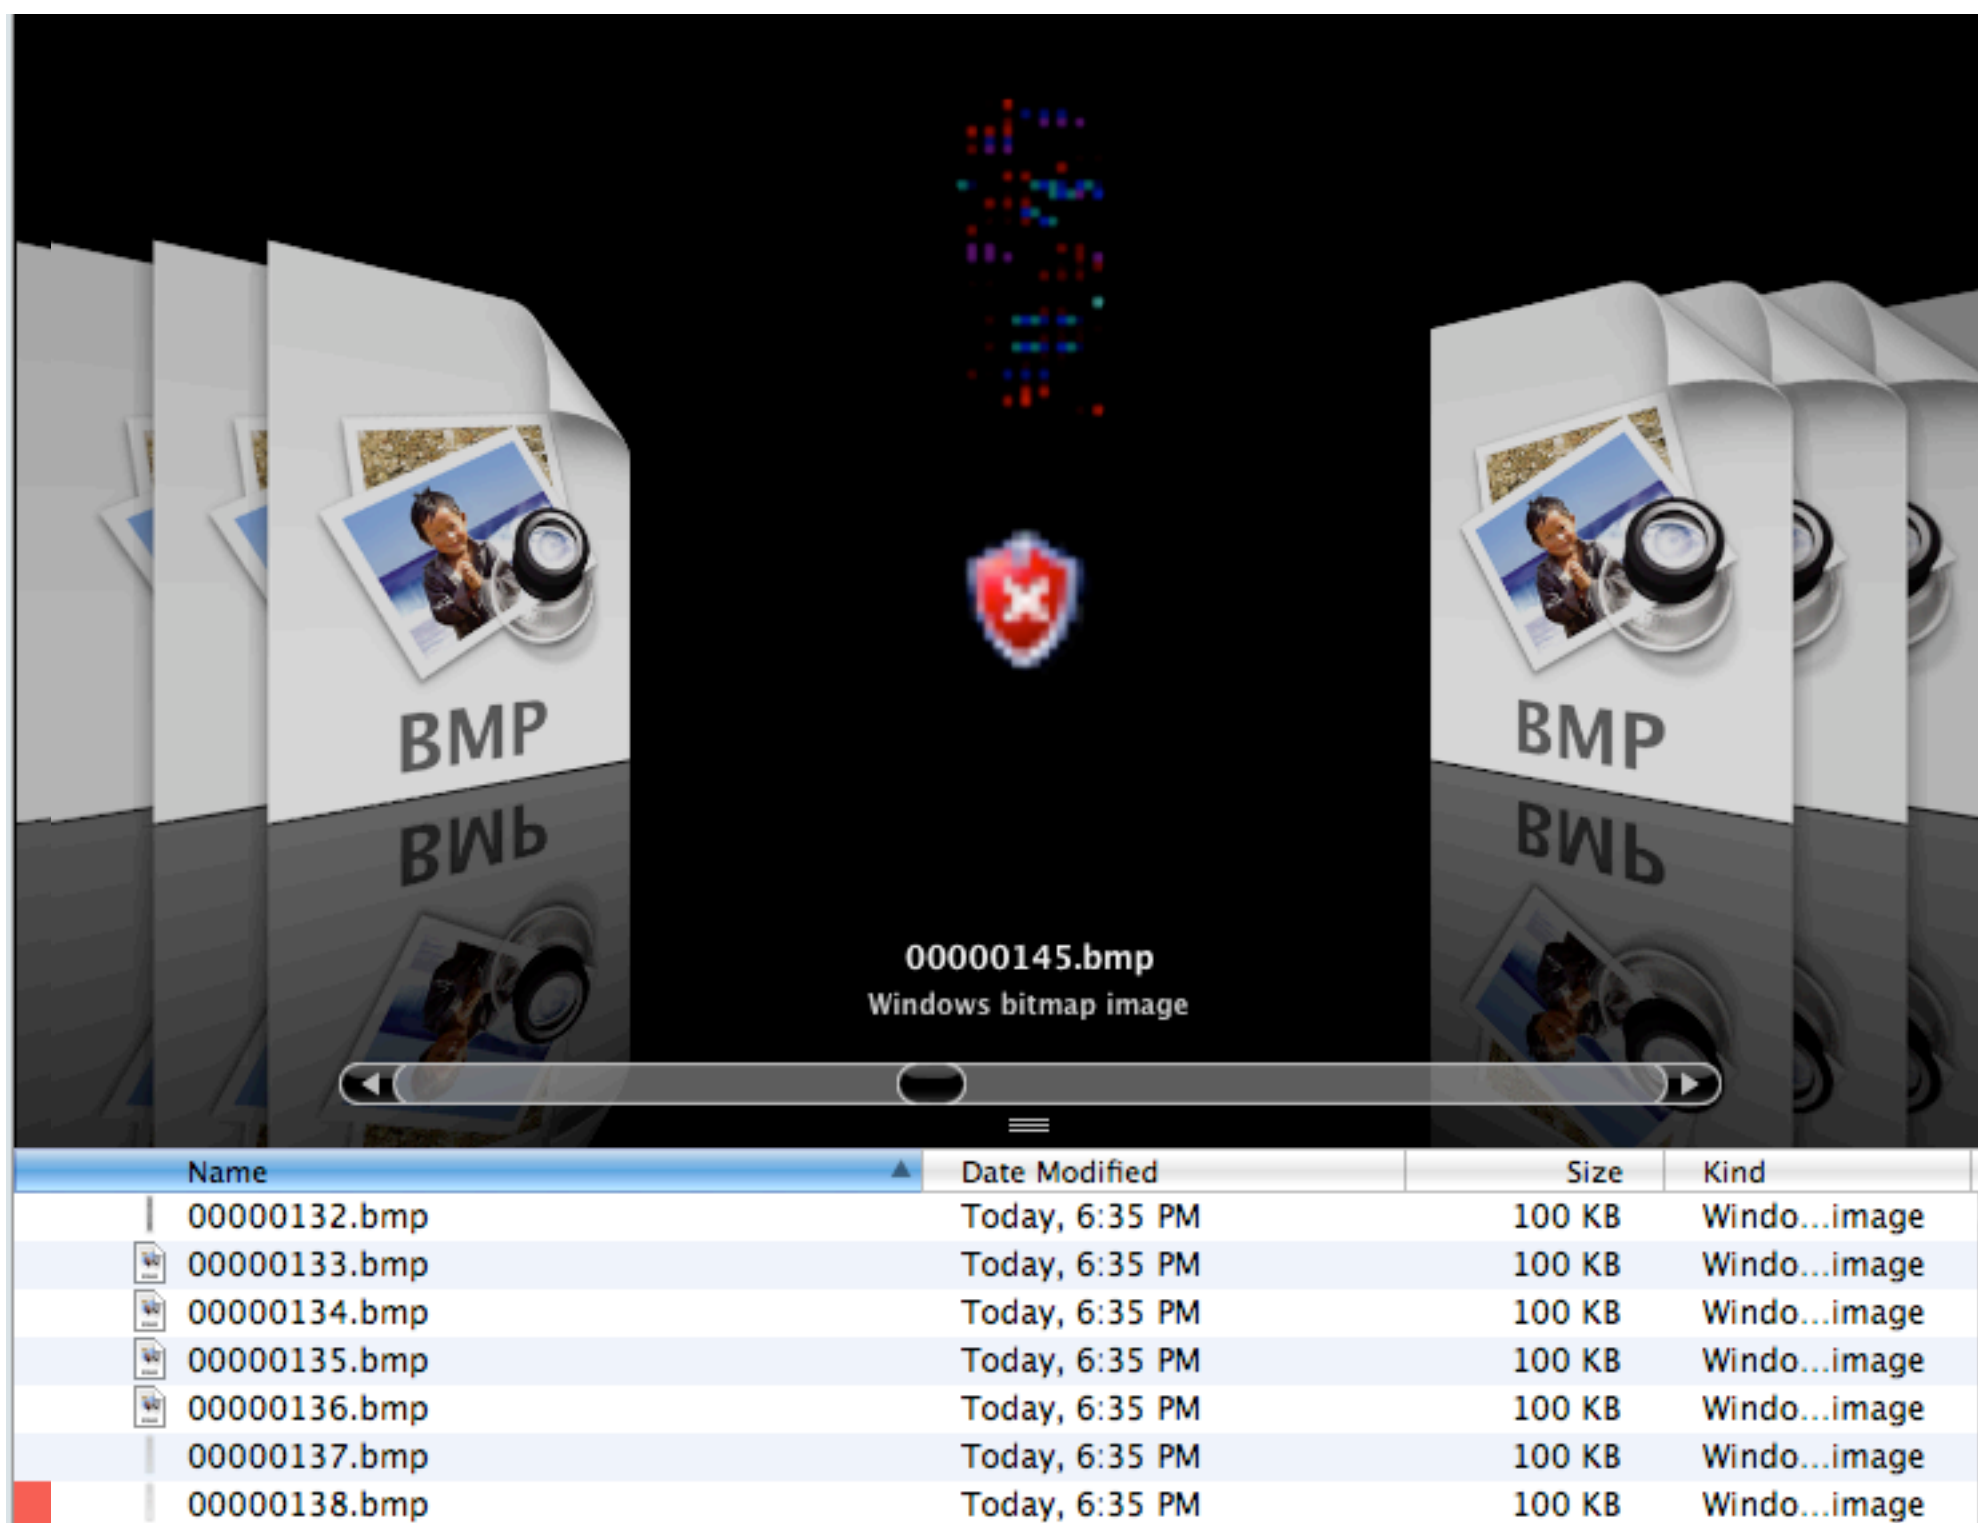 BMP
BMP
00000145.bmp
Windows bitmap image
Name Date Modified Size Kind
00000132.bmp Today, 6:35 PM 100 KB Windo...image
00000133.bmp Today, 6:35 PM 100 KB Windo...image
00000134.bmp Today, 6:35 PM 100 KB Windo...image
00000135.bmp Today, 6:35 PM 100 KB Windo...image
00000136.bmp Today, 6:35 PM 100 KB Windo...image
00000137.bmp Today, 6:35 PM 100 KB Windo...image
00000138.bmp Today, 6:35 PM 100 KB Windo...image